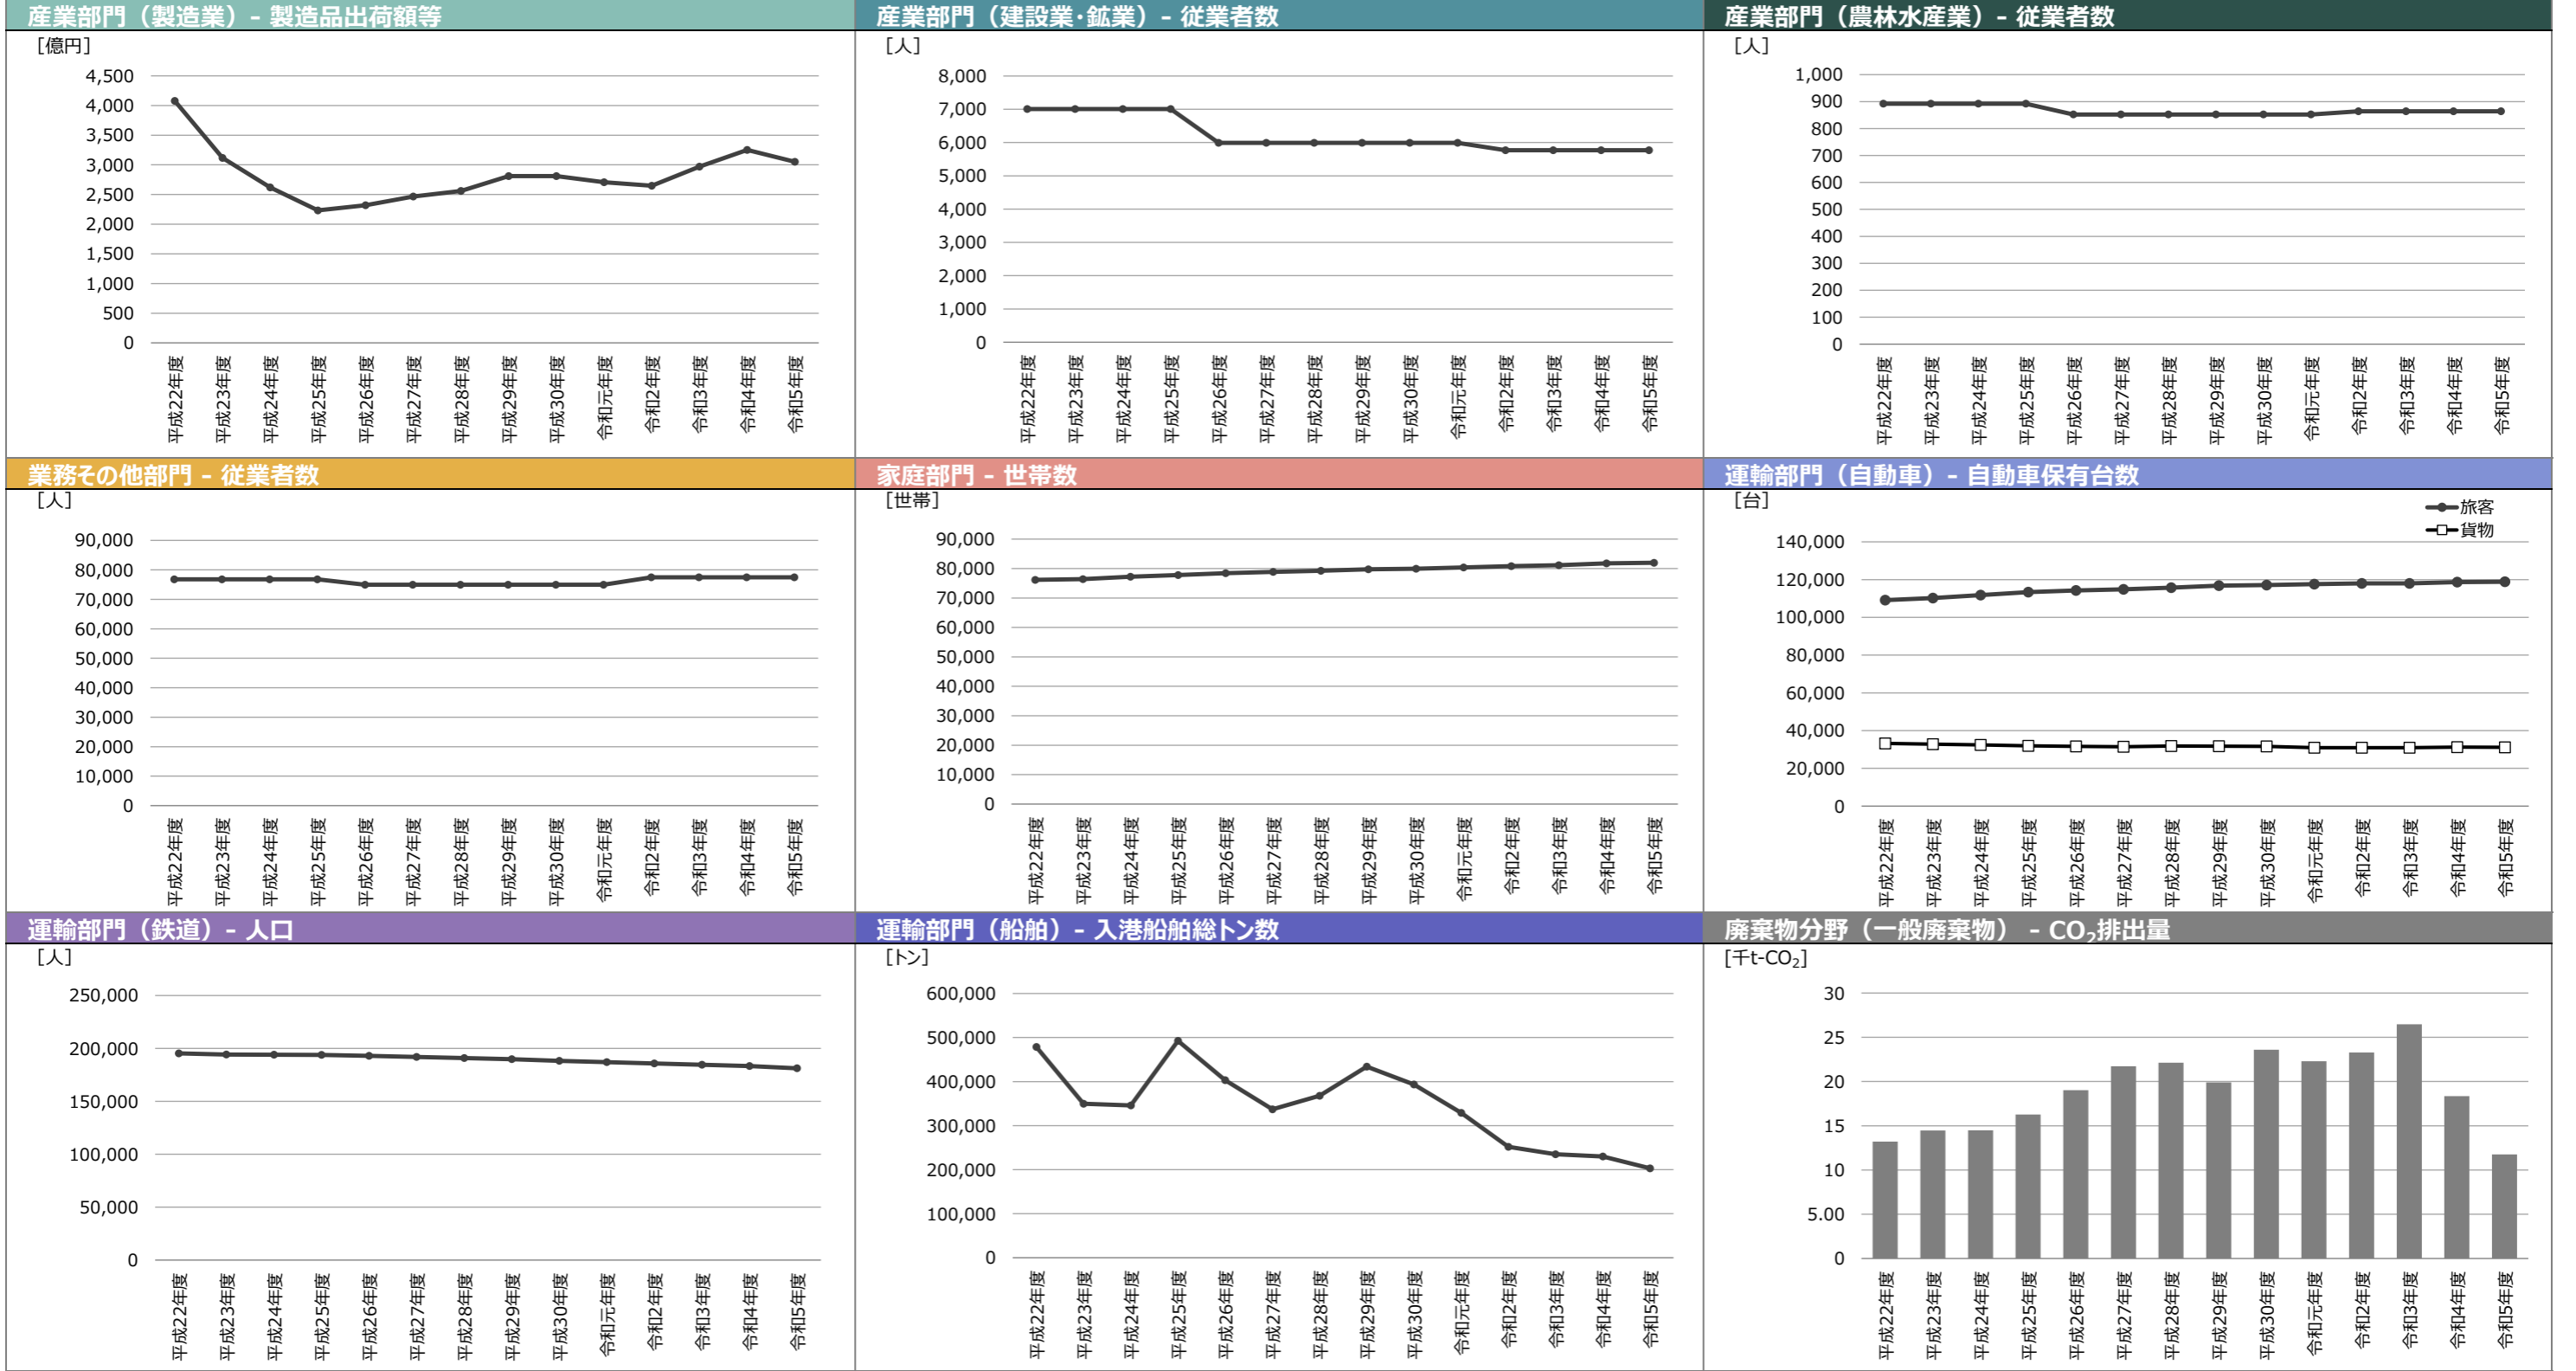 産業部門（製造業）- 製造品出荷額等
[億円]
4,500
4,000
3,500
3,000
2,500
2,000
1,500
1,000
500
0
平成22年度
平成23年度
平成24年度
平成25年度
平成26年度
平成27年度
平成28年度
平成29年度
平成30年度
令和元年度
令和2年度
令和3年度
令和4年度
令和5年度
産業部門（建設業・鉱業）- 従業者数
[人]
8,000
7,000
6,000
5,000
4,000
3,000
2,000
1,000
0
平成22年度
平成23年度
平成24年度
平成25年度
平成26年度
平成27年度
平成28年度
平成29年度
平成30年度
令和元年度
令和2年度
令和3年度
令和4年度
令和5年度
産業部門（農林水産業）- 従業者数
[人]
1,000
900
800
700
600
500
400
300
200
100
0
平成22年度
平成23年度
平成24年度
平成25年度
平成26年度
平成27年度
平成28年度
平成29年度
平成30年度
令和元年度
令和2年度
令和3年度
令和4年度
令和5年度
業務その他部門 - 従業者数
[人]
90,000
80,000
70,000
60,000
50,000
40,000
30,000
20,000
10,000
0
平成22年度
平成23年度
平成24年度
平成25年度
平成26年度
平成27年度
平成28年度
平成29年度
平成30年度
令和元年度
令和2年度
令和3年度
令和4年度
令和5年度
家庭部門 - 世帯数
[世帯]
90,000
80,000
70,000
60,000
50,000
40,000
30,000
20,000
10,000
0
平成22年度
平成23年度
平成24年度
平成25年度
平成26年度
平成27年度
平成28年度
平成29年度
平成30年度
令和元年度
令和2年度
令和3年度
令和4年度
令和5年度
運輸部門（自動車）- 自動車保有台数
[台]
旅客
貨物
140,000
120,000
100,000
80,000
60,000
40,000
20,000
0
平成22年度
平成23年度
平成24年度
平成25年度
平成26年度
平成27年度
平成28年度
平成29年度
平成30年度
令和元年度
令和2年度
令和3年度
令和4年度
令和5年度
運輸部門（鉄道）- 人口
[人]
250,000
200,000
150,000
100,000
50,000
0
平成22年度
平成23年度
平成24年度
平成25年度
平成26年度
平成27年度
平成28年度
平成29年度
平成30年度
令和元年度
令和2年度
令和3年度
令和4年度
令和5年度
運輸部門（船舶）- 入港船舶総トン数
[トン]
600,000
500,000
400,000
300,000
200,000
100,000
0
平成22年度
平成23年度
平成24年度
平成25年度
平成26年度
平成27年度
平成28年度
平成29年度
平成30年度
令和元年度
令和2年度
令和3年度
令和4年度
令和5年度
廃棄物分野（一般廃棄物） - CO₂排出量
[千t-CO₂]
30
25
20
15
10
5.00
0
平成22年度
平成23年度
平成24年度
平成25年度
平成26年度
平成27年度
平成28年度
平成29年度
平成30年度
令和元年度
令和2年度
令和3年度
令和4年度
令和5年度